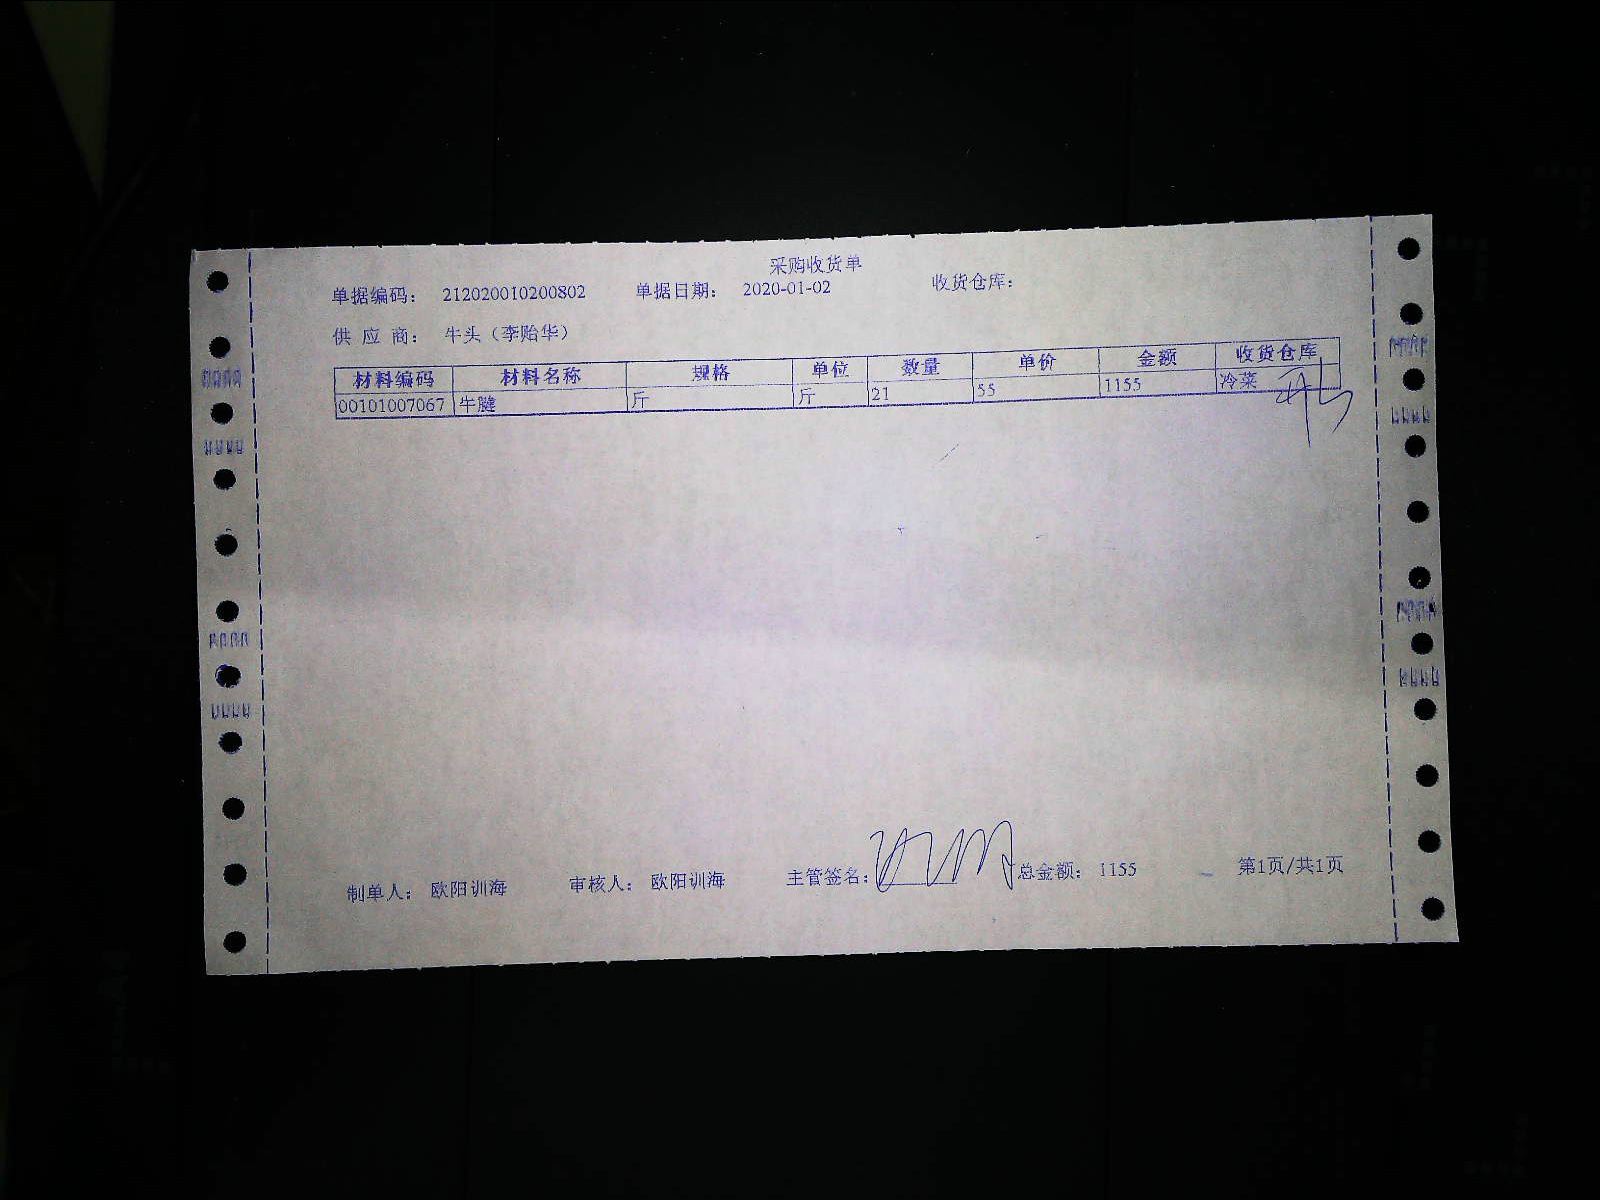 采购收货单
单据编码： 212020010200802 单据日期： 2020-01-02 收货仓库：
供 应 商： 牛头（李贻华）
材料编码 材料名称 规格 单位 数量 单价 金额 收货仓库
00101007067 牛腱 斤 斤 21 55 1155 冷菜
制单人： 欧阳训海 审核人： 欧阳训海 主管签名： 总金额： 1155 第1页/共1页